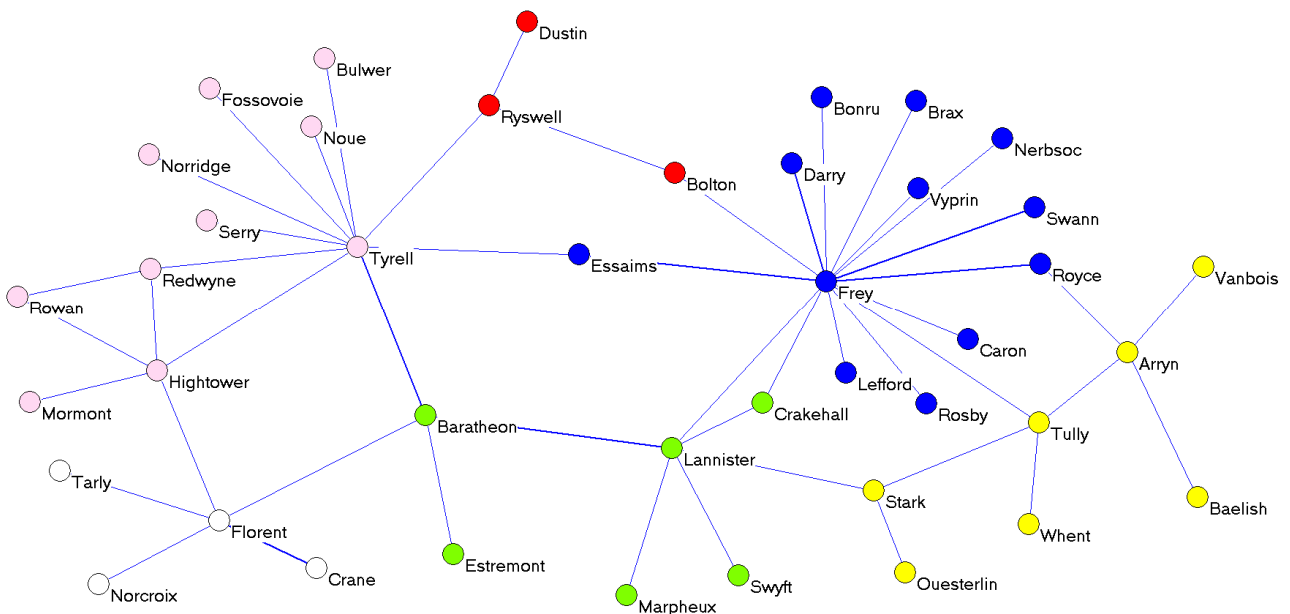 Dustin
Bulwer
Fossovoie
Bonru
Brax
Ryswell
Noue
Nerbsoc
Norridge
Darry
Bolton
Vyprin
Swann
Serry
Tyrell
Essaims
Royce
Vanbois
Redwyne
Frey
Rowan
Caron
Arryn
Hightower
Lefford
Mormont
Crakehall
Rosby
Baratheon
Tully
Lannister
Tarly
Stark
Baelish
Florent
Whent
Estremont
Crane
Ouesterlin
Swyft
Norcroix
Marpheux